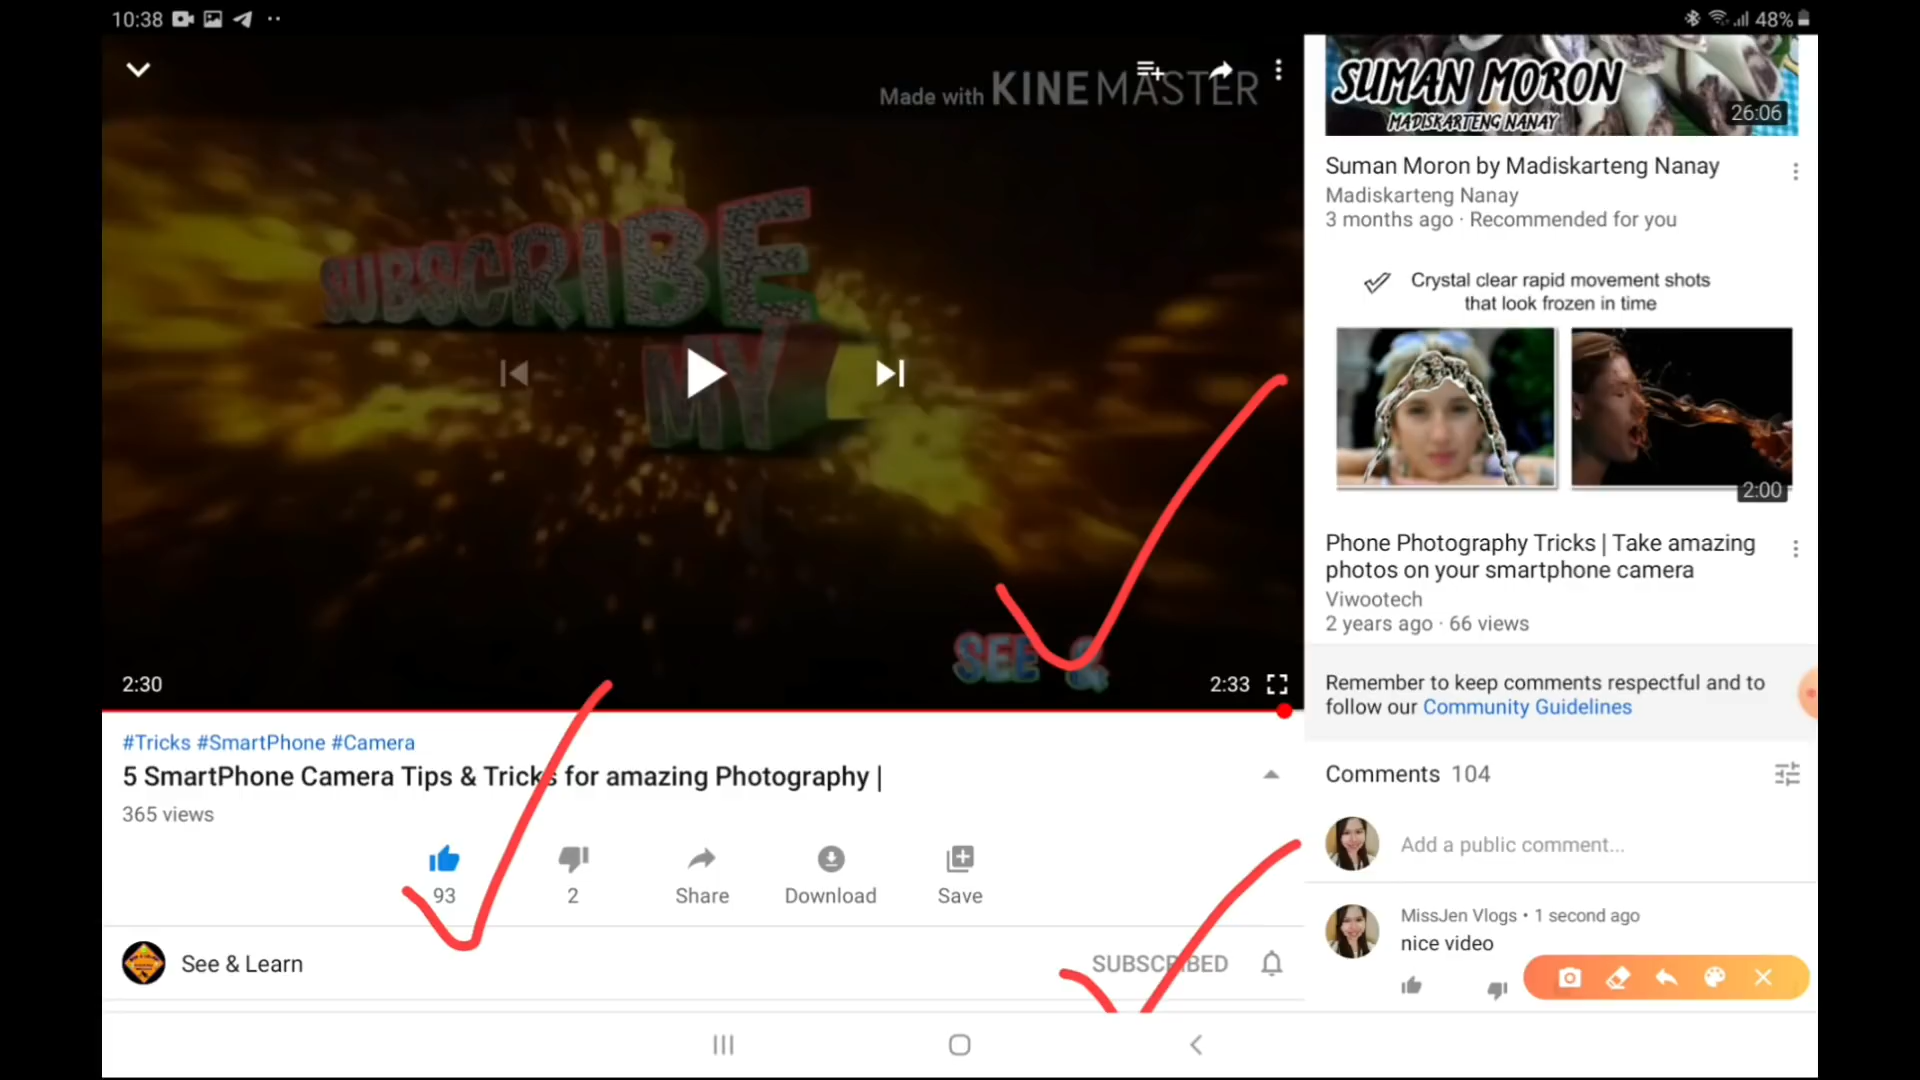 10:38
48%
Made with KINEMASTER
SUBSCRIBE
MY
SEE &
2:30
2:33
#Tricks #SmartPhone #Camera
5 SmartPhone Camera Tips & Tricks for amazing Photography |
365 views
93
2
Share
Download
Save
See & Learn
SUBSCRIBED
SUMAN MORON
MADISKARTENG NANAY
26:06
Suman Moron by Madiskarteng Nanay
Madiskarteng Nanay
3 months ago · Recommended for you
Crystal clear rapid movement shots
that look frozen in time
2:00
Phone Photography Tricks | Take amazing
photos on your smartphone camera
Viwootech
2 years ago · 66 views
Remember to keep comments respectful and to
follow our Community Guidelines
Comments 104
Add a public comment...
MissJen Vlogs • 1 second ago
nice video